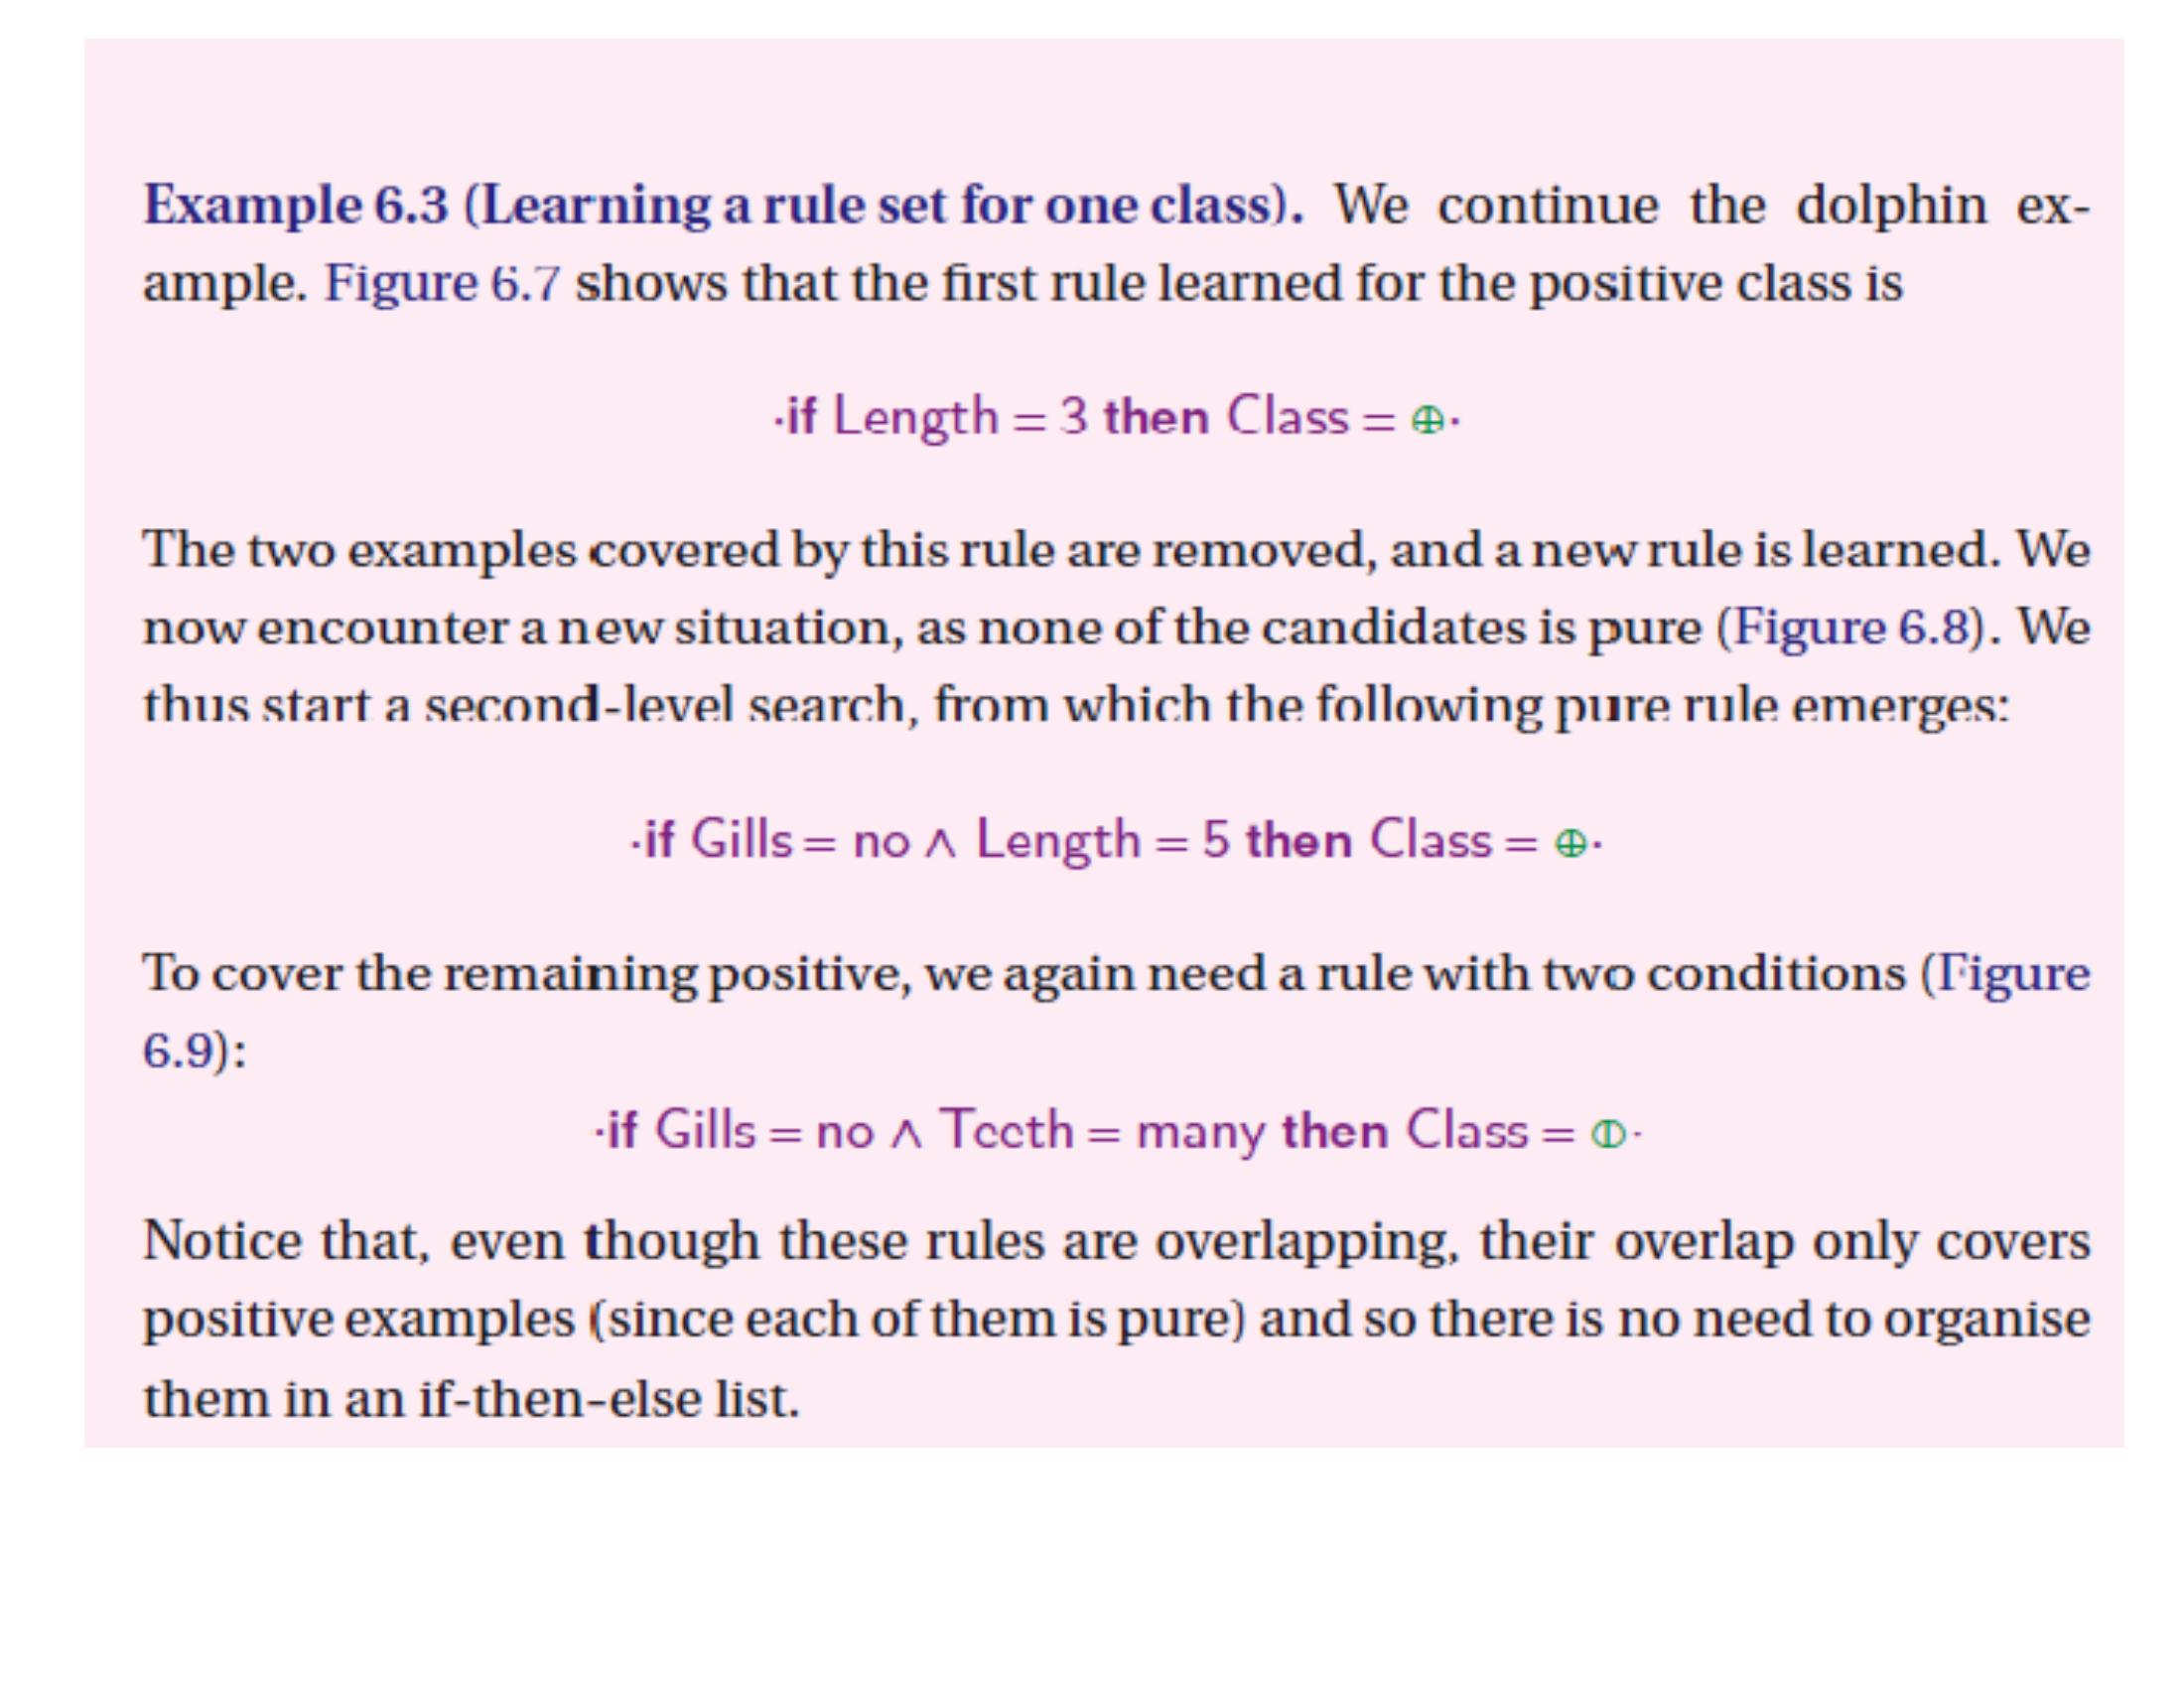 Example 6.3 (Learning a rule set for one class). We continue the dolphin ex-
ample. Figure 6.7 shows that the first rule learned for the positive class is
·if Length = 3 then Class = ⊕·
The two examples covered by this rule are removed, and a new rule is learned. We
now encounter a new situation, as none of the candidates is pure (Figure 6.8). We
thus start a second-level search, from which the following pure rule emerges:
·if Gills = no ∧ Length = 5 then Class = ⊕·
To cover the remaining positive, we again need a rule with two conditions (Figure
6.9):
·if Gills = no ∧ Teeth = many then Class = ⊕·
Notice that, even though these rules are overlapping, their overlap only covers
positive examples (since each of them is pure) and so there is no need to organise
them in an if-then-else list.